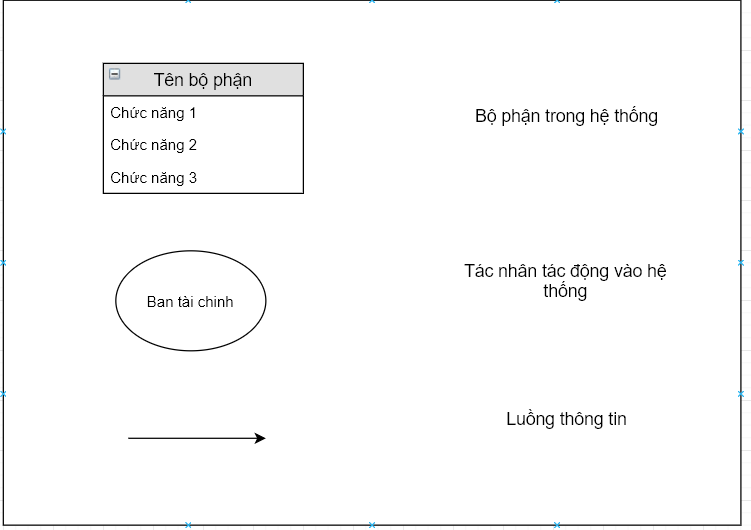 Tên bộ phận
Chức năng 1
Chức năng 2
Chức năng 3
Bộ phận trong hệ thống
Ban tài chinh
Tác nhân tác động vào hệ
thống
Luồng thông tin